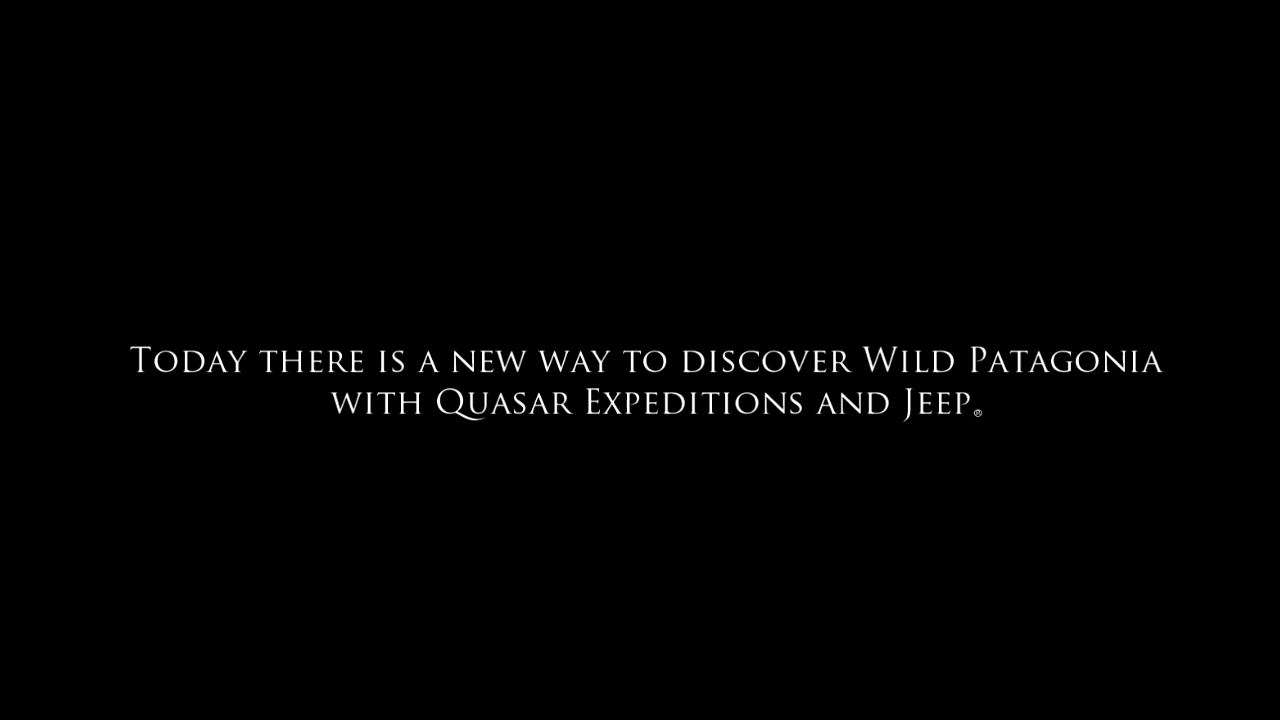 Today there is a new way to discover Wild Patagonia
with Quasar Expeditions and Jeep®